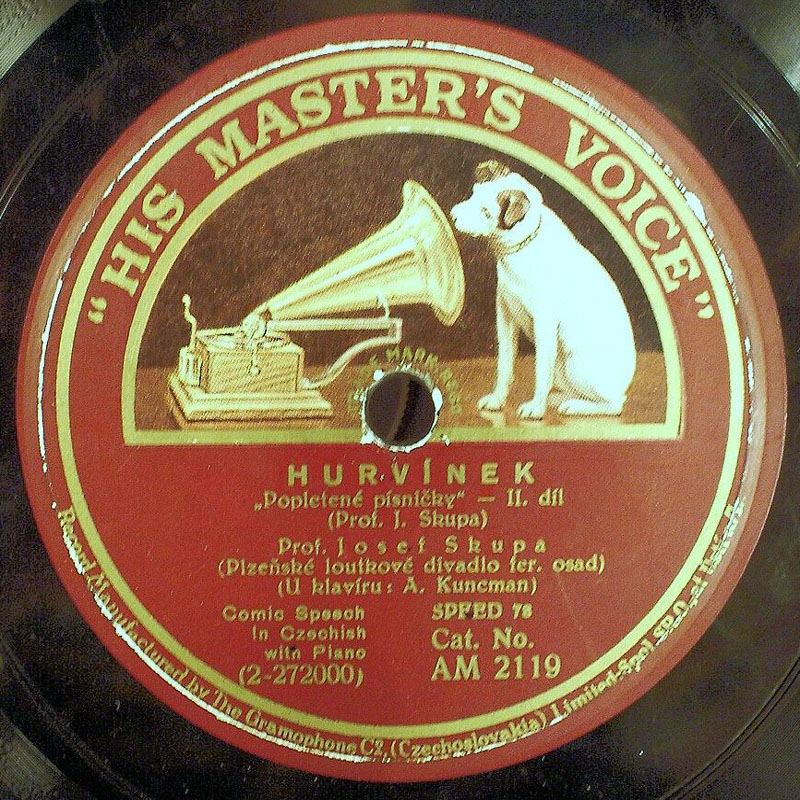 “HIS MASTER'S VOICE”
HURVÍNEK
„Popletené písničky“ — II. díl
(Prof. J. Skupa)
Prof. Josef Skupa
(Plzeňské loutkové divadlo fer. osad)
(U klavíru: A. Kuncman)
Comic Speech
in Czechish
with Piano
(2-272000)
SPEED 78
Cat. No.
AM 2119
Record Manufactured by The Gramophone Cº, (Czechoslovakia) Limited-Spol. SR.O.